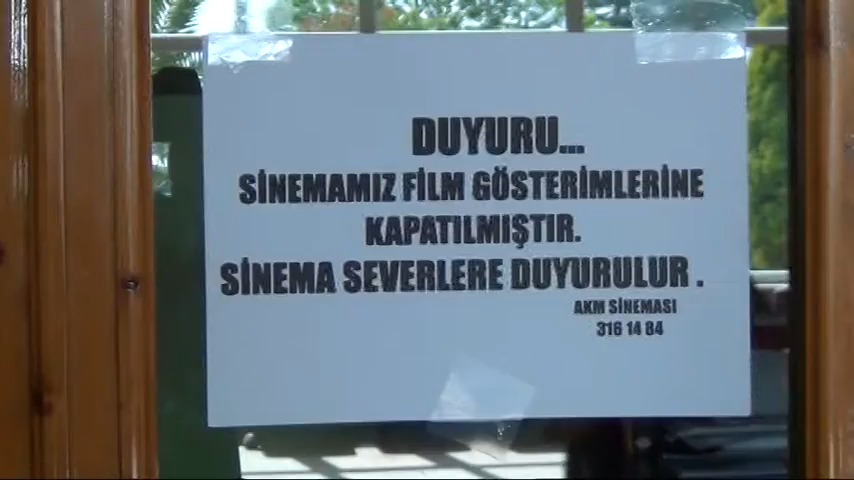 DUYURU...
SİNEMAMIZ FİLM GÖSTERİMLERİNE
KAPATILMIŞTIR.
SİNEMA SEVERLERE DUYURULUR .
AKM SİNEMASI
316 14 84